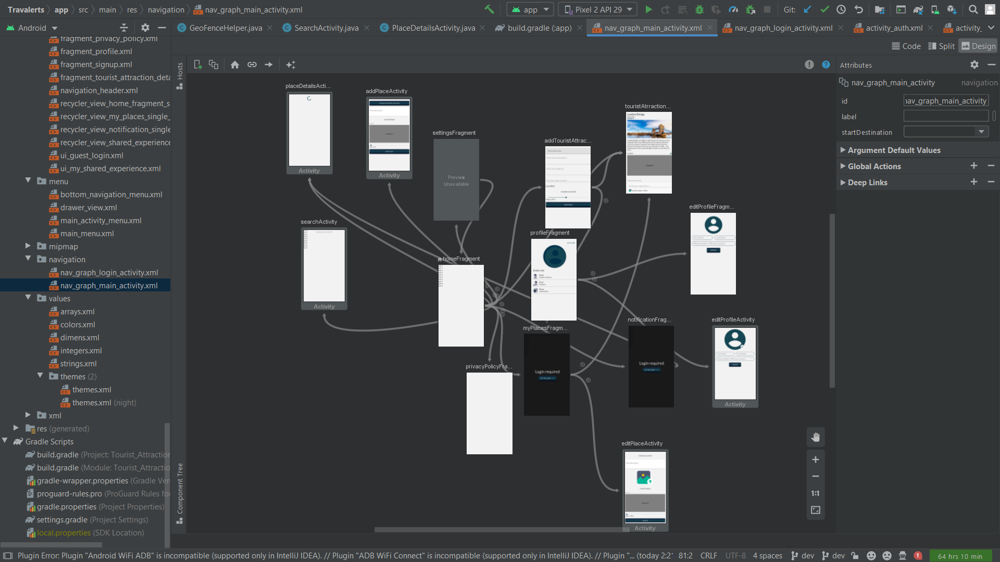 Travalerts app src main res navigation nav_graph_main_activity.xml
app Pixel 2 API 29 Git:
Android
GeoFenceHelper.java SearchActivity.java PlaceDetailsActivity.java build.gradle (:app) nav_graph_main_activity.xml nav_graph_login_activity.xml activity_auth.xml activity_
Code Split Design
fragment_privacy_policy.xml
fragment_profile.xml
fragment_signup.xml
fragment_tourist_attraction_deta
navigation_header.xml
recycler_view_home_fragment_s
recycler_view_my_places_single_
recycler_view_notification_single
recycler_view_shared_experience
ui_guest_login.xml
ui_my_shared_experience.xml
menu
bottom_navigation_menu.xml
drawer_view.xml
main_activity_menu.xml
main_menu.xml
mipmap
navigation
nav_graph_login_activity.xml
nav_graph_main_activity.xml
values
arrays.xml
colors.xml
dimens.xml
integers.xml
strings.xml
themes (2)
themes.xml
themes.xml (night)
xml
res (generated)
Gradle Scripts
build.gradle (Project: Tourist_Attraction
build.gradle (Module: Tourist_Attractio
gradle-wrapper.properties (Gradle Ver
proguard-rules.pro (ProGuard Rules fo
gradle.properties (Project Properties)
settings.gradle (Project Settings)
local.properties (SDK Location)
Hosts
Component Tree
placeDetailsActi...
Activity
addPlaceActivity
Activity
settingsFragment
Preview
Unavailable
addTouristAttrac...
Location
touristAtrraction...
London Bridge
searchActivity
Activity
homeFragment
profileFragment
Profile Info
editProfileFragm...
privacyPolicyFra...
myPlacesFragm...
Login required
notificationFrag...
Login required
editProfileActivity
Activity
editPlaceActivity
Activity
1:1
Attributes
nav_graph_main_activity navigation
id nav_graph_main_activity
label
startDestination
Argument Default Values
Global Actions
Deep Links
Plugin Error: Plugin "Android WiFi ADB" is incompatible (supported only in IntelliJ IDEA). // Plugin "ADB WiFi Connect" is incompatible (supported only in IntelliJ IDEA). // Plugin "... (today 2:21 81:2 CRLF UTF-8 4 spaces dev dev 1 64 hrs 10 min